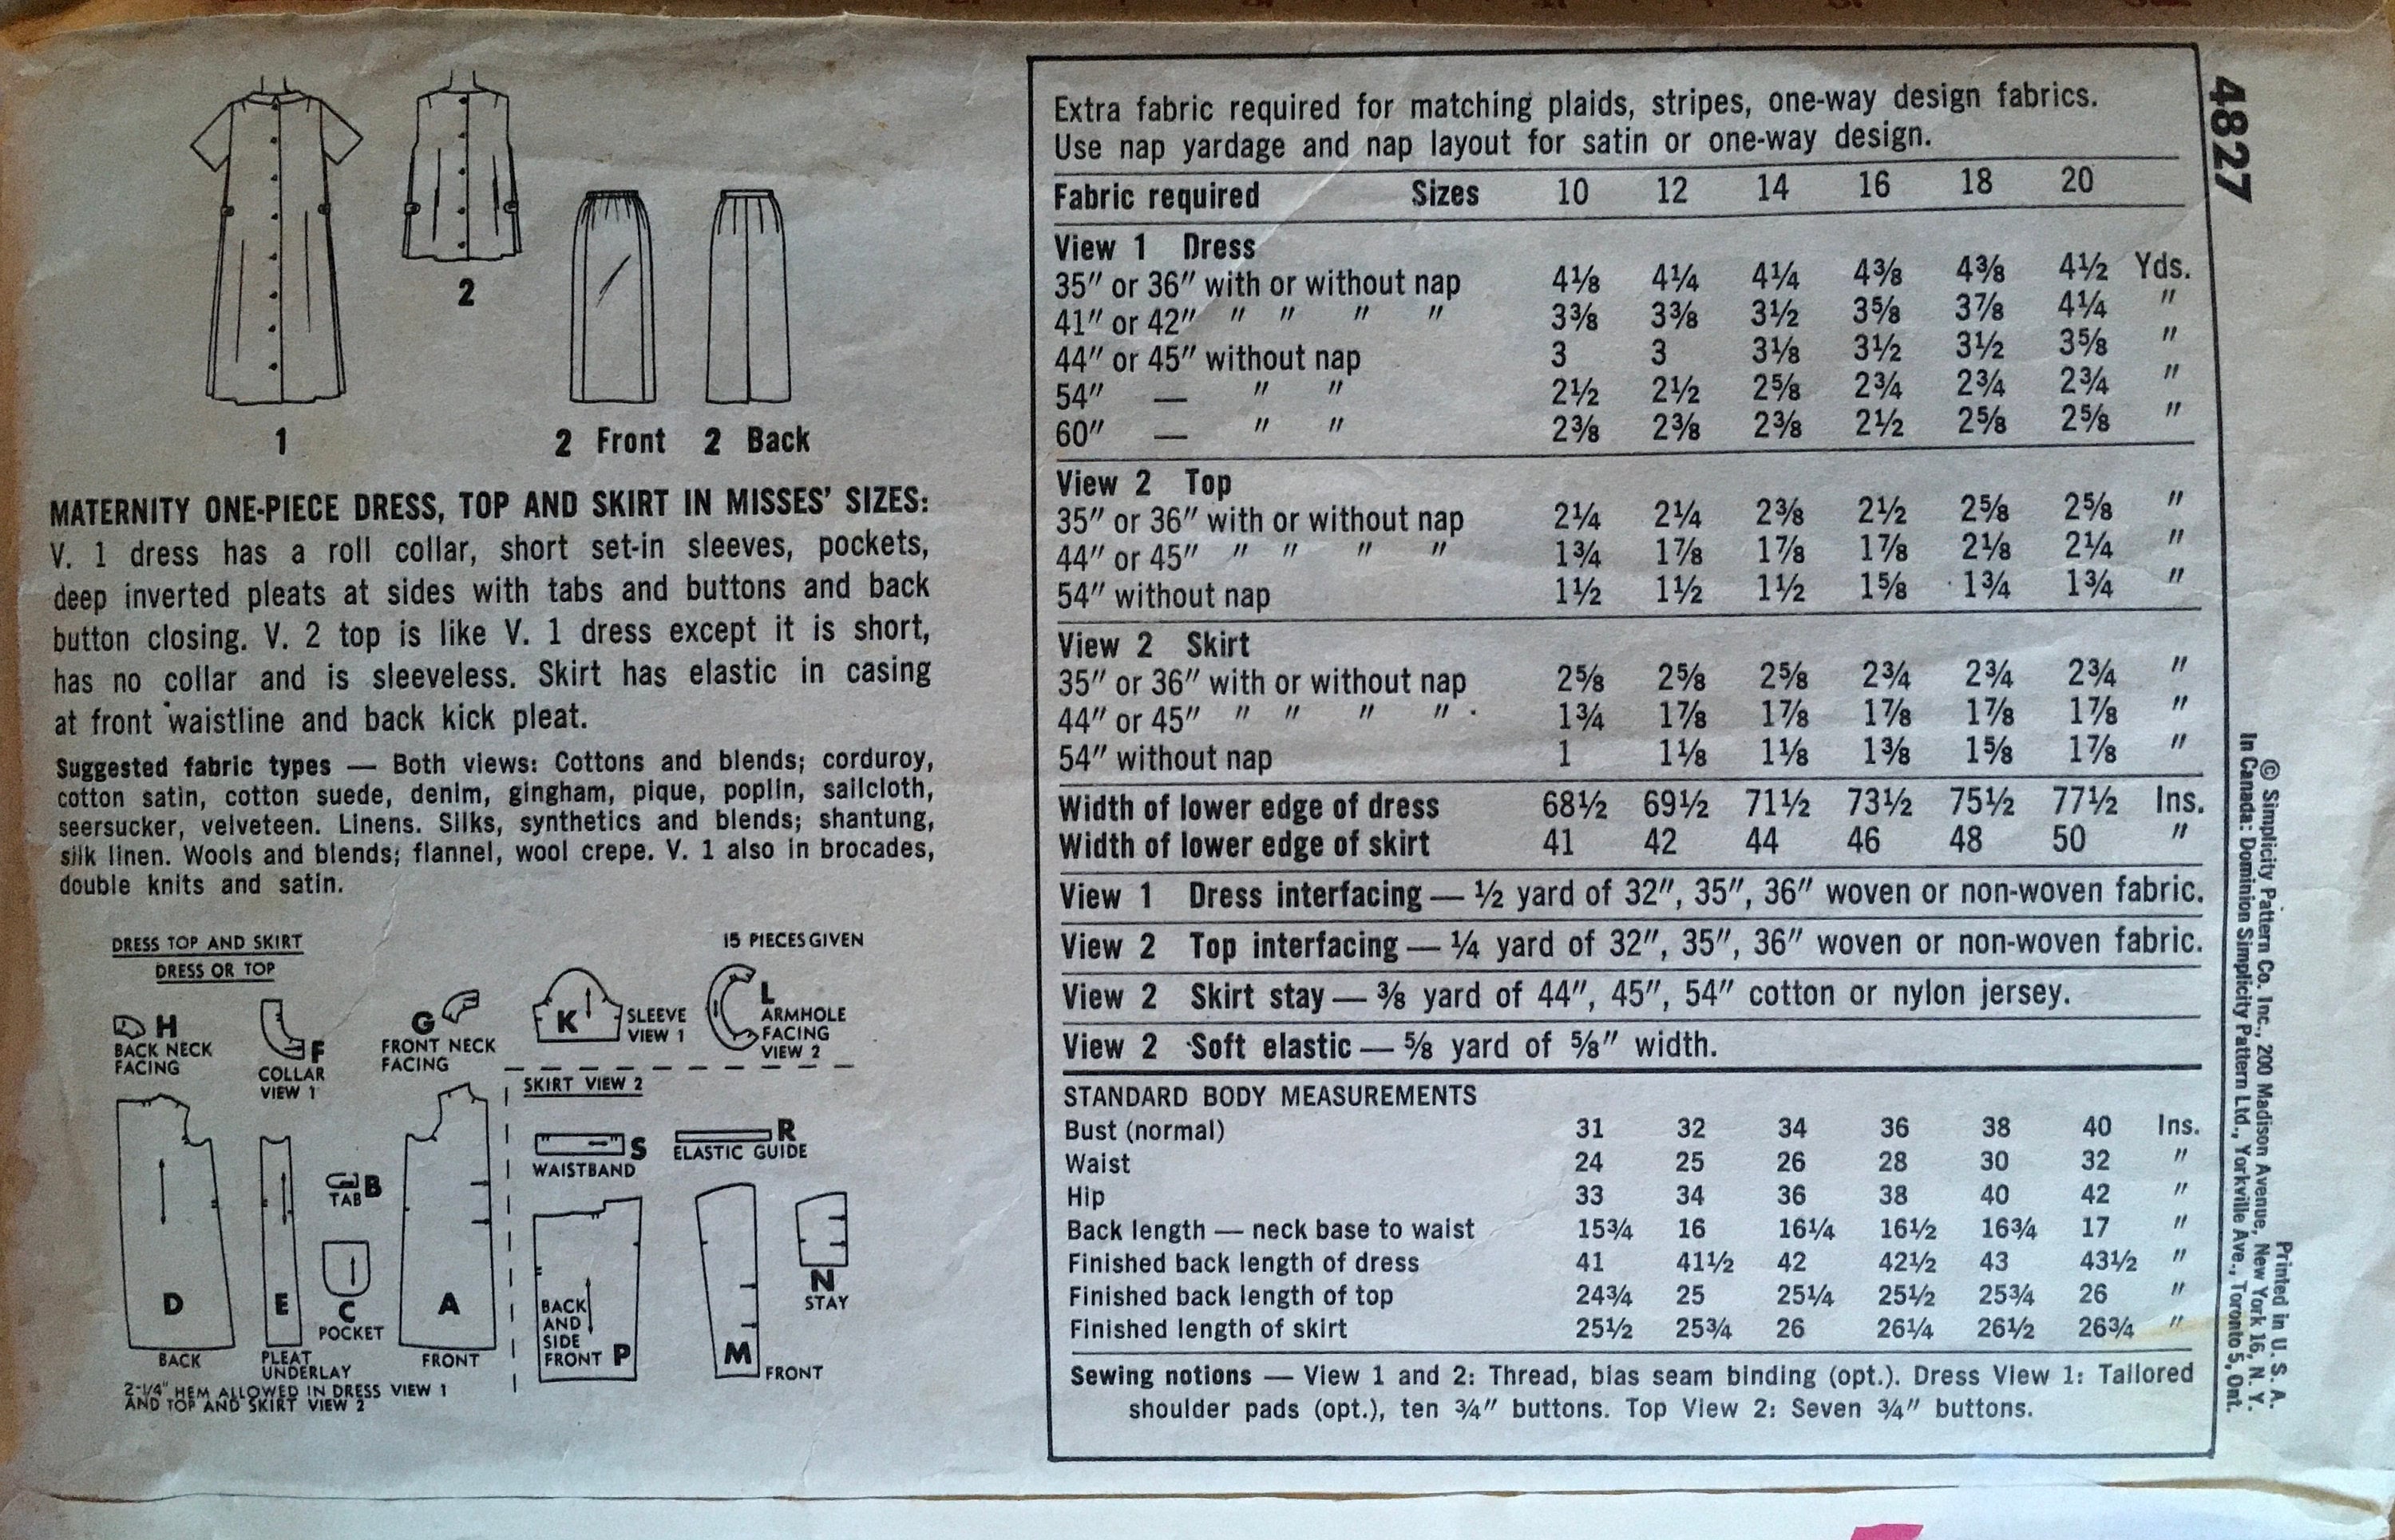 1
2
2 Front
2 Back
MATERNITY ONE-PIECE DRESS, TOP AND SKIRT IN MISSES' SIZES:
V. 1 dress has a roll collar, short set-in sleeves, pockets,
deep inverted pleats at sides with tabs and buttons and back
button closing. V. 2 top is like V. 1 dress except it is short,
has no collar and is sleeveless. Skirt has elastic in casing
at front waistline and back kick pleat.
Suggested fabric types — Both views: Cottons and blends; corduroy,
cotton satin, cotton suede, denim, gingham, pique, poplin, sailcloth,
seersucker, velveteen. Linens. Silks, synthetics and blends; shantung,
silk linen. Wools and blends; flannel, wool crepe. V. 1 also in brocades,
double knits and satin.
DRESS TOP AND SKIRT
15 PIECES GIVEN
DRESS OR TOP
H
BACK NECK
FACING
F
COLLAR
VIEW 1
G
FRONT NECK
FACING
K
SLEEVE
VIEW 1
L
ARMHOLE
FACING
VIEW 2
D
BACK
E
PLEAT
UNDERLAY
B
TAB
C
POCKET
A
FRONT
2-1/4" HEM ALLOWED IN DRESS VIEW 1
AND TOP AND SKIRT VIEW 2
SKIRT VIEW 2
S
WAISTBAND
R
ELASTIC GUIDE
BACK
AND
SIDE
FRONT P
M
FRONT
N
STAY
Extra fabric required for matching plaids, stripes, one-way design fabrics.
Use nap yardage and nap layout for satin or one-way design.
Fabric required Sizes 10 12 14 16 18 20
View 1 Dress
35" or 36" with or without nap 4⅛ 4¼ 4¼ 4⅜ 4⅜ 4½ Yds.
41" or 42" " " " " 3⅜ 3⅜ 3½ 3⅝ 3⅞ 4¼ "
44" or 45" without nap 3 3 3⅛ 3½ 3½ 3⅝ "
54" — " " 2½ 2½ 2⅝ 2¾ 2¾ 2¾ "
60" — " " 2⅜ 2⅜ 2⅜ 2½ 2⅝ 2⅝ "
View 2 Top
35" or 36" with or without nap 2¼ 2¼ 2⅜ 2½ 2⅝ 2⅝ "
44" or 45" " " " " 1¾ 1⅞ 1⅞ 1⅞ 2⅛ 2¼ "
54" without nap 1½ 1½ 1½ 1⅝ 1¾ 1¾ "
View 2 Skirt
35" or 36" with or without nap 2⅝ 2⅝ 2⅝ 2¾ 2¾ 2¾ "
44" or 45" " " " " 1¾ 1⅞ 1⅞ 1⅞ 1⅞ 1⅞ "
54" without nap 1 1⅛ 1⅛ 1⅜ 1⅝ 1⅞ "
Width of lower edge of dress 68½ 69½ 71½ 73½ 75½ 77½ Ins.
Width of lower edge of skirt 41 42 44 46 48 50 "
View 1 Dress interfacing — ½ yard of 32", 35", 36" woven or non-woven fabric.
View 2 Top interfacing — ¼ yard of 32", 35", 36" woven or non-woven fabric.
View 2 Skirt stay — ⅜ yard of 44", 45", 54" cotton or nylon jersey.
View 2 Soft elastic — ⅝ yard of ⅝" width.
STANDARD BODY MEASUREMENTS
Bust (normal) 31 32 34 36 38 40 Ins.
Waist 24 25 26 28 30 32 "
Hip 33 34 36 38 40 42 "
Back length — neck base to waist 15¾ 16 16¼ 16½ 16¾ 17 "
Finished back length of dress 41 41½ 42 42½ 43 43½ "
Finished back length of top 24¾ 25 25¼ 25½ 25¾ 26 "
Finished length of skirt 25½ 25¾ 26 26¼ 26½ 26¾ "
Sewing notions — View 1 and 2: Thread, bias seam binding (opt.). Dress View 1: Tailored
shoulder pads (opt.), ten ¾" buttons. Top View 2: Seven ¾" buttons.
4827
Printed in U. S. A.
© Simplicity Pattern Co. Inc., 200 Madison Avenue, New York 16, N. Y.
In Canada: Dominion Simplicity Pattern Ltd., Yorkville Ave., Toronto 5, Ont.